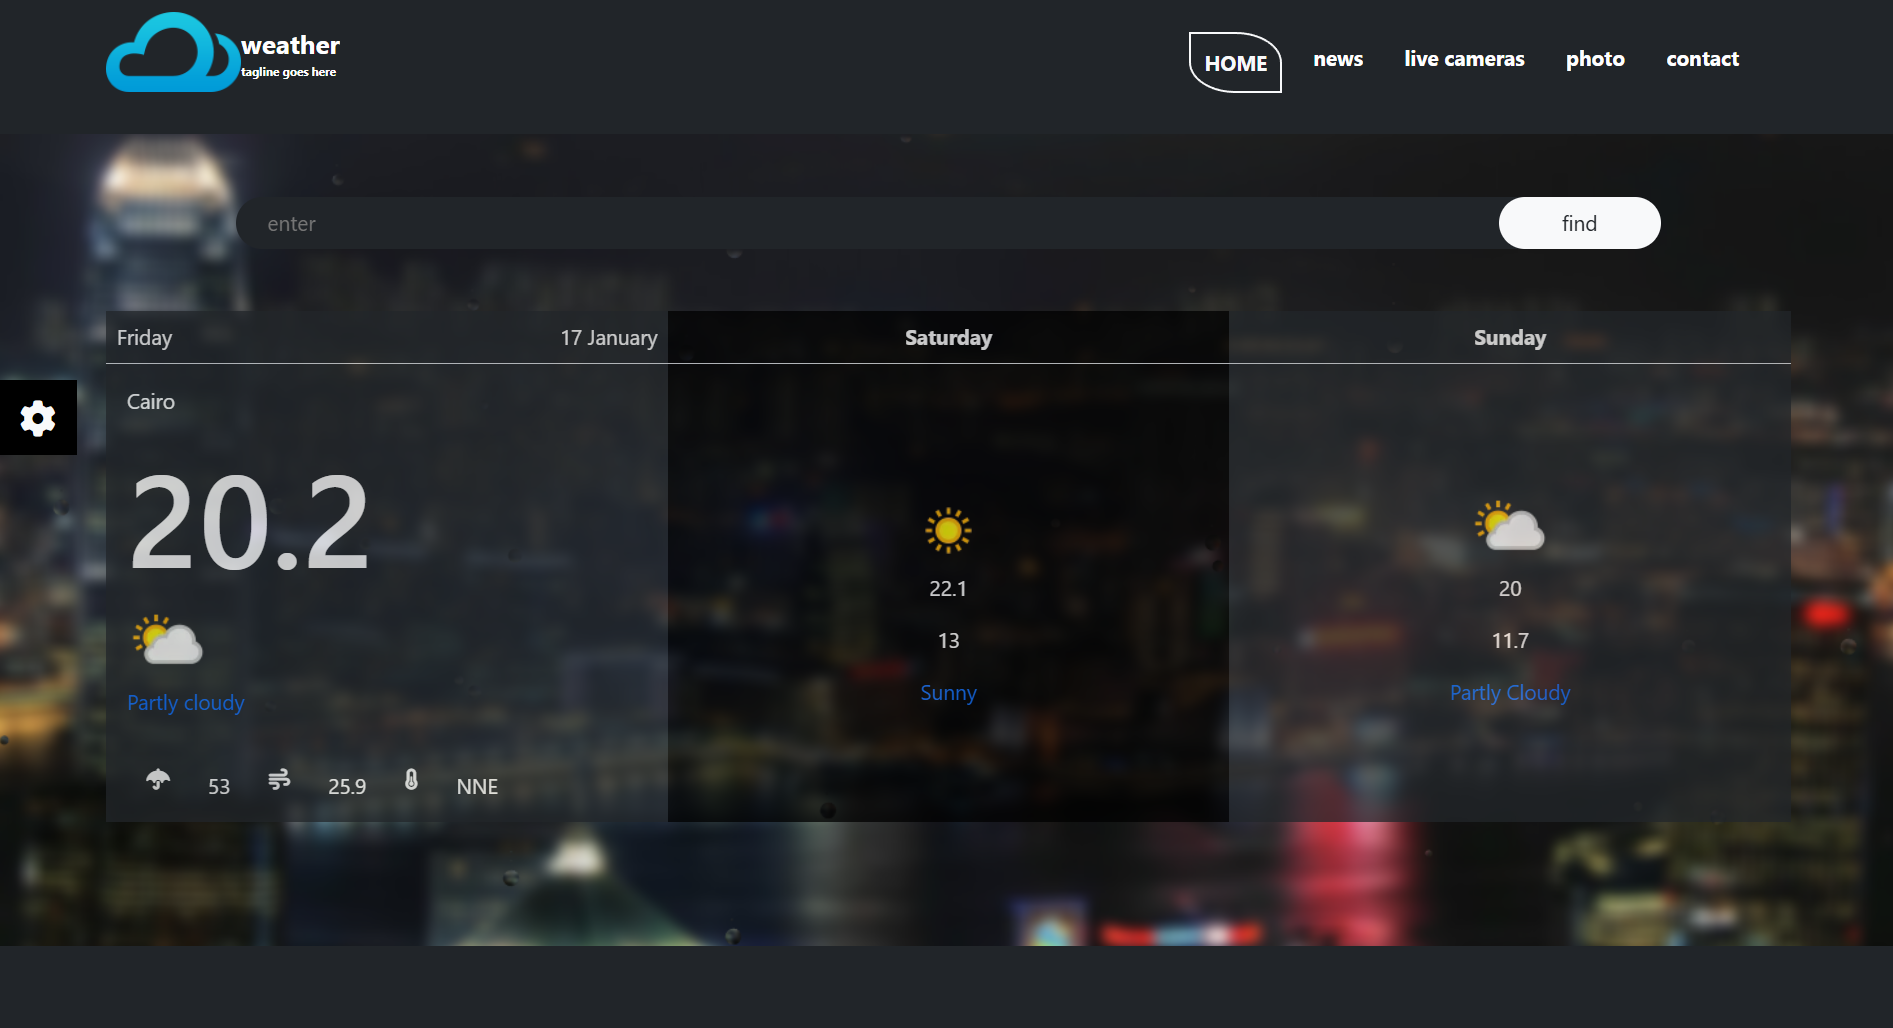 weather
tagline goes here
HOME
news
live cameras
photo
contact
enter
find
Friday
17 January
Saturday
Sunday
Cairo
20.2
Partly cloudy
53
25.9
NNE
22.1
13
Sunny
20
11.7
Partly Cloudy